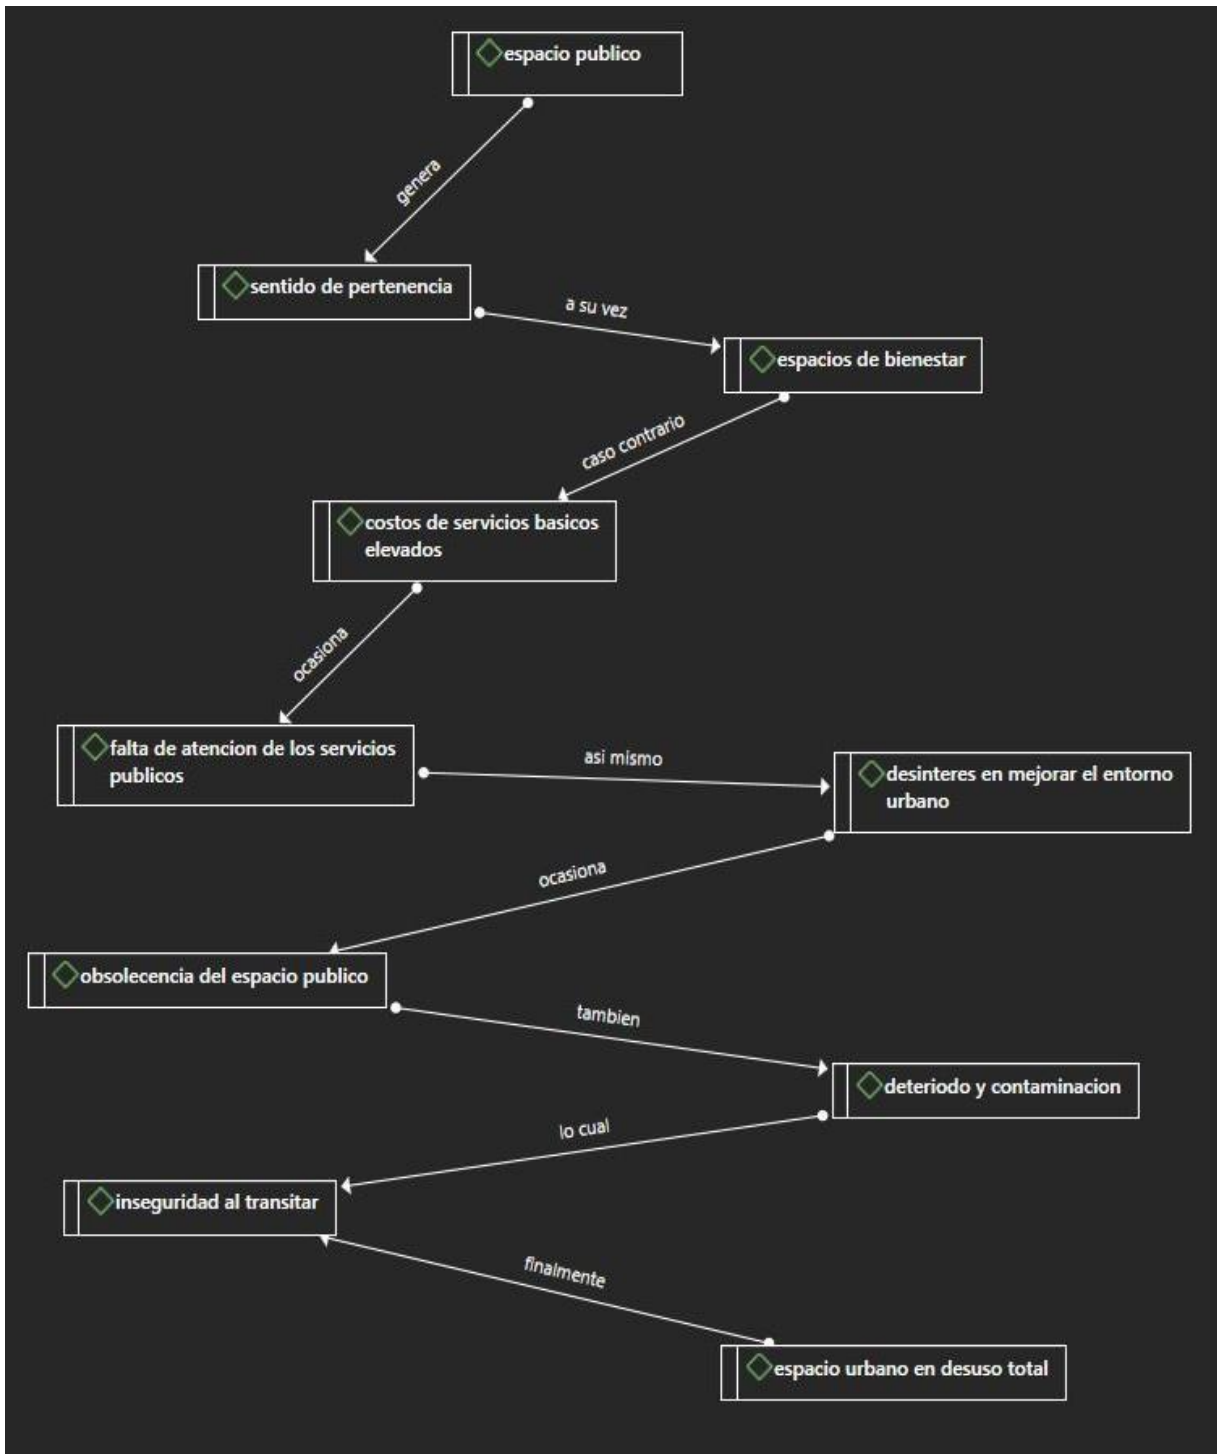 espacio publico
genera
sentido de pertenencia
a su vez
espacios de bienestar
caso contrario
costos de servicios basicos
elevados
ocasiona
falta de atencion de los servicios
publicos
asi mismo
desinteres en mejorar el entorno
urbano
ocasiona
obsolecencia del espacio publico
tambien
deteriodo y contaminacion
lo cual
inseguridad al transitar
finalmente
espacio urbano en desuso total